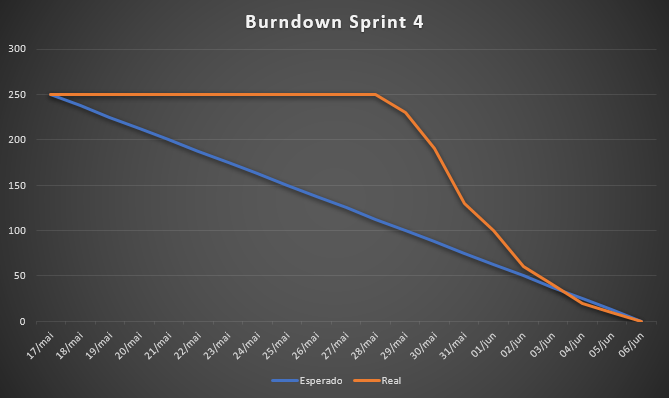 Burndown Sprint 4
300
250
200
150
100
50
0
17/mai 18/mai 19/mai 20/mai 21/mai 22/mai 23/mai 24/mai 25/mai 26/mai 27/mai 28/mai 29/mai 30/mai 31/mai 01/jun 02/jun 03/jun 04/jun 05/jun 06/jun
Esperado Real